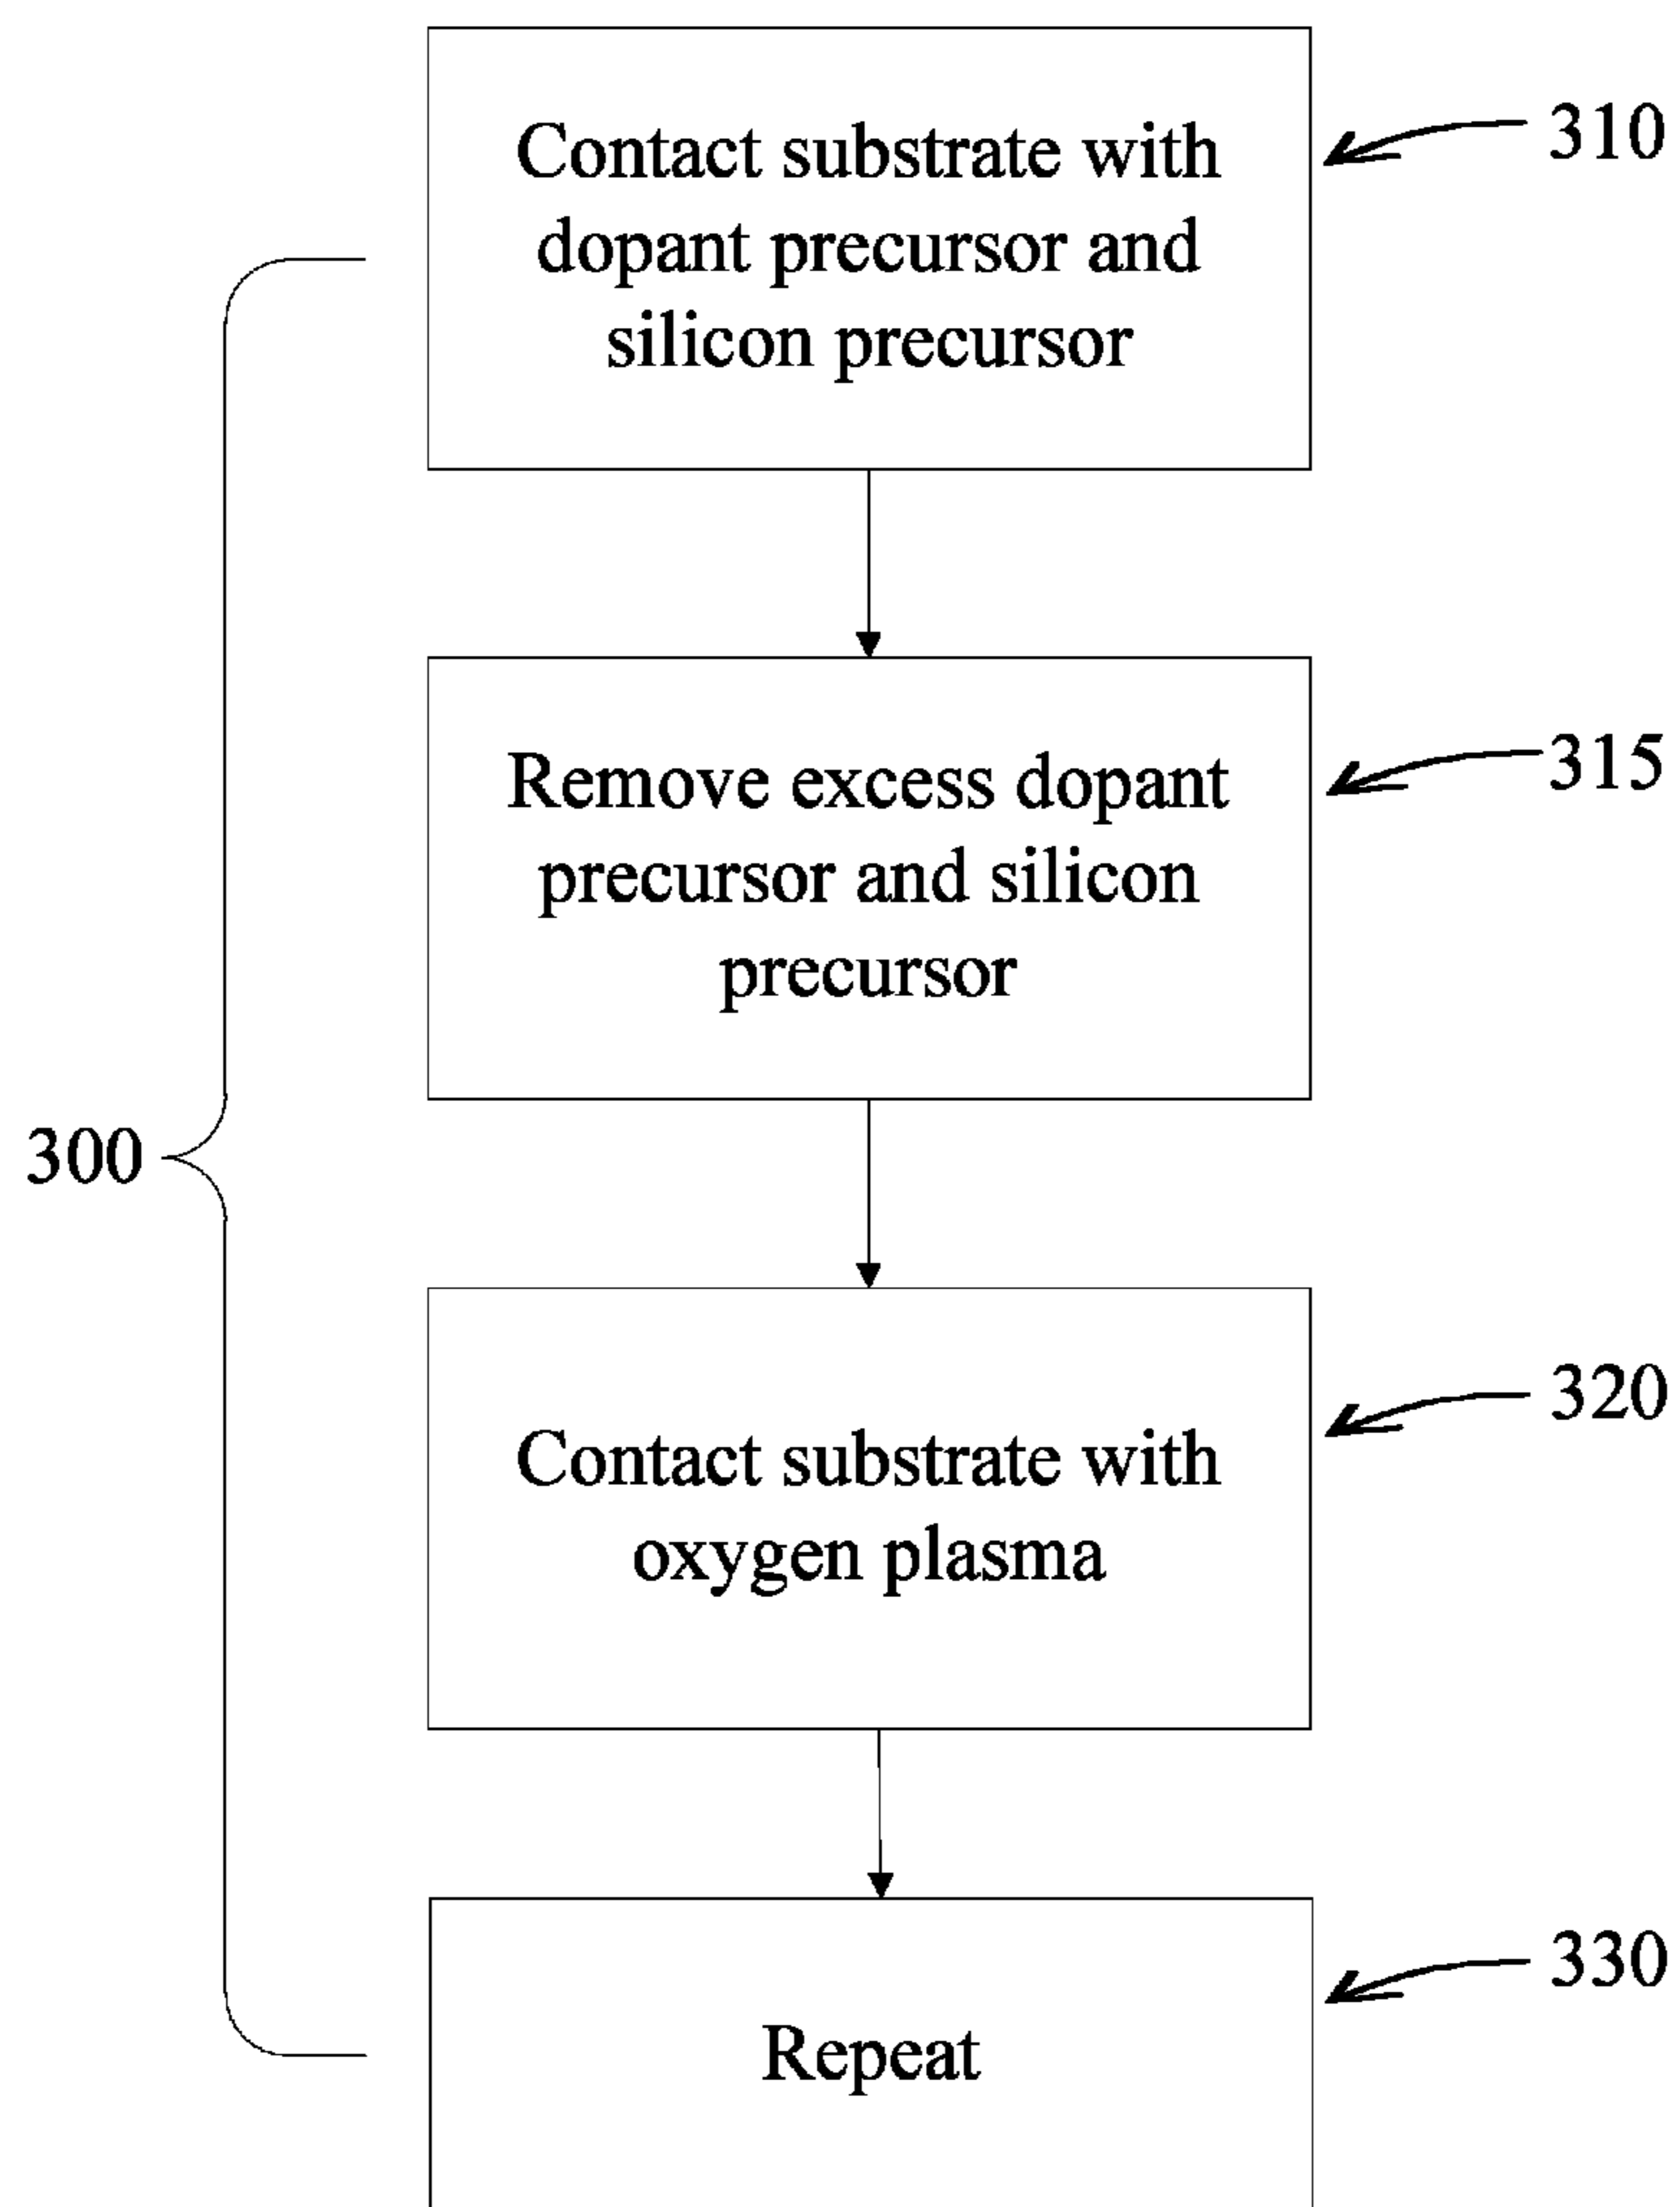 Contact substrate with
dopant precursor and
silicon precursor
310
Remove excess dopant
precursor and silicon
precursor
315
300
Contact substrate with
oxygen plasma
320
Repeat
330